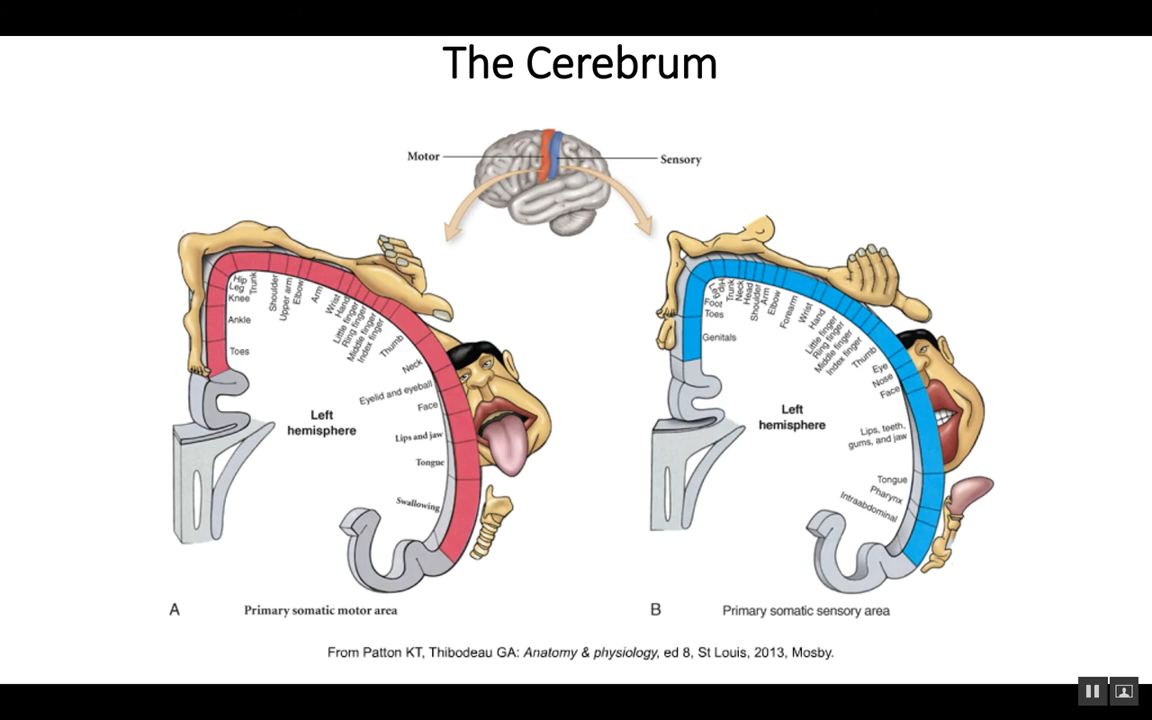 The Cerebrum
Motor
Sensory
Hip
Leg
Knee
Ankle
Toes
Trunk
Shoulder
Upper arm
Elbow
Arm
Wrist
Hand
Little finger
Ring finger
Middle finger
Index finger
Thumb
Neck
Eyelid and eyeball
Face
Lips and jaw
Tongue
Swallowing
Left
hemisphere
Leg
Hip
Foot
Toes
Genitals
Trunk
Neck
Head
Shoulder
Arm
Elbow
Forearm
Wrist
Hand
Little finger
Ring finger
Middle finger
Index finger
Thumb
Eye
Nose
Face
Lips, teeth,
gums, and jaw
Tongue
Pharynx
Intraabdominal
Left
hemisphere
A
Primary somatic motor area
B
Primary somatic sensory area
From Patton KT, Thibodeau GA: Anatomy & physiology, ed 8, St Louis, 2013, Mosby.